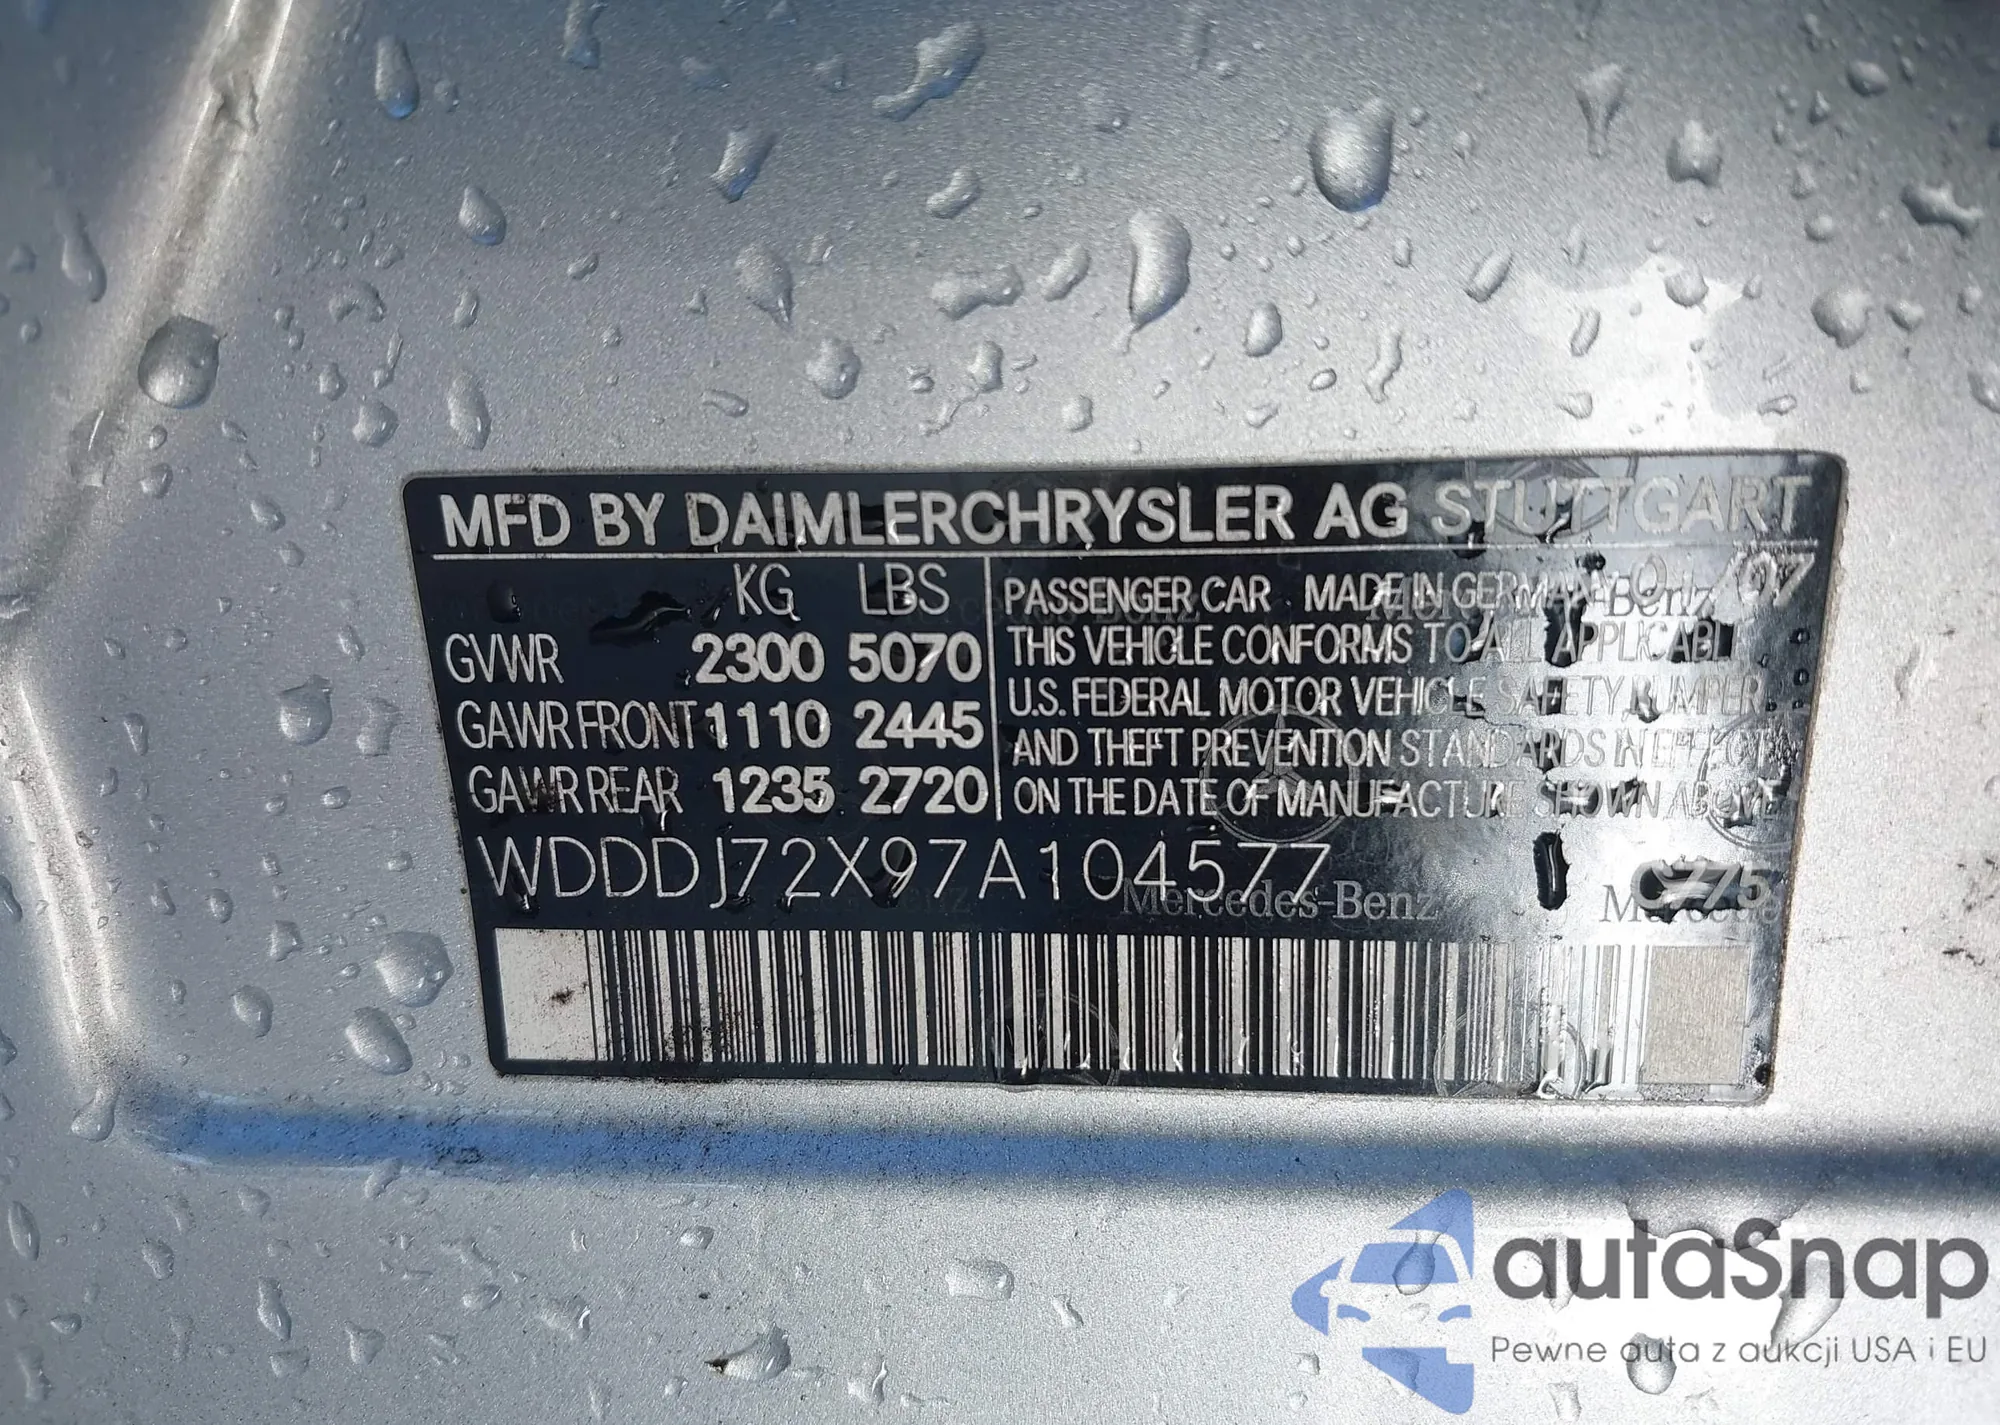 MFD BY DAIMLERCHRYSLER AG STUTTGART
KG LBS
GVWR 2300 5070
GAWR FRONT 1110 2445
GAWR REAR 1235 2720
PASSENGER CAR MADE IN GERMANY /07
THIS VEHICLE CONFORMS TO ALL APPLICABLE
U.S. FEDERAL MOTOR VEHICLE SAFETY, BUMPER
AND THEFT PREVENTION STANDARDS IN EFFECT
ON THE DATE OF MANUFACTURE SHOWN ABOVE
WDDDJ72X97A104577
C775
Mercedes-Benz
autaSnap
Pewne auta z aukcji USA i EU